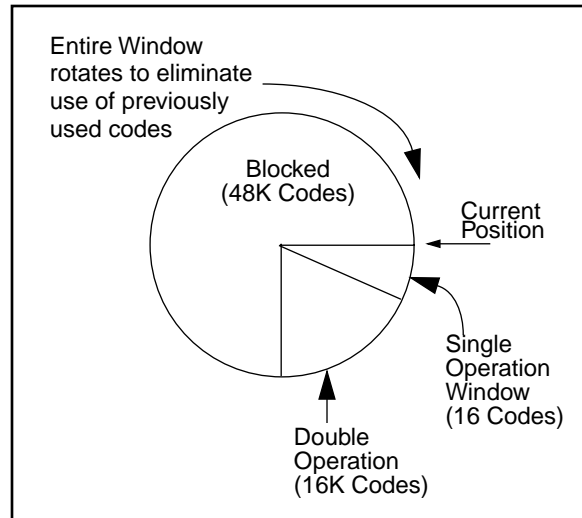 Entire Window
rotates to eliminate
use of previously
used codes
Blocked
(48K Codes)
Current
Position
Single
Operation
Window
(16 Codes)
Double
Operation
(16K Codes)